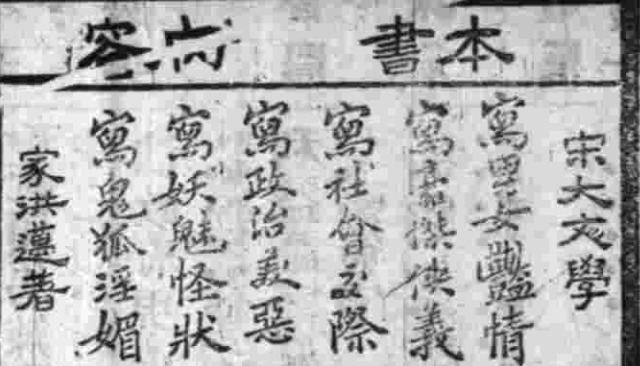 本書內容
宋大文學
寫男女豔情
寫豪傑俠義
寫社會交際
寫政治美惡
寫妖魅怪狀
寫鬼狐淫媚
家洪邁著